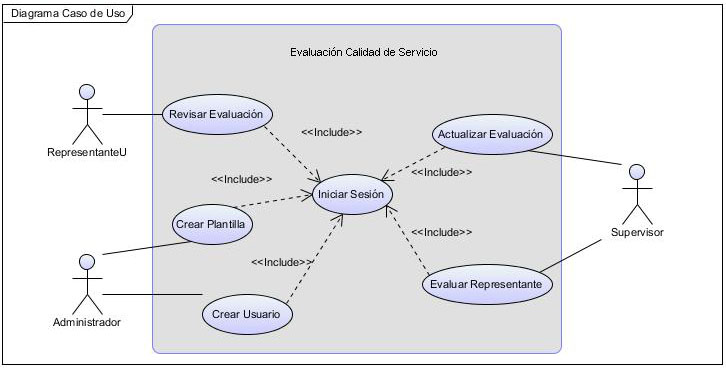 Diagrama Caso de Uso
Evaluación Calidad de Servicio
Revisar Evaluación
<<Include>>
Actualizar Evaluación
RepresentanteU
<<Include>>
<<Include>>
Iniciar Sesión
Crear Plantilla
<<Include>>
Supervisor
<<Include>>
Evaluar Representante
Crear Usuario
Administrador